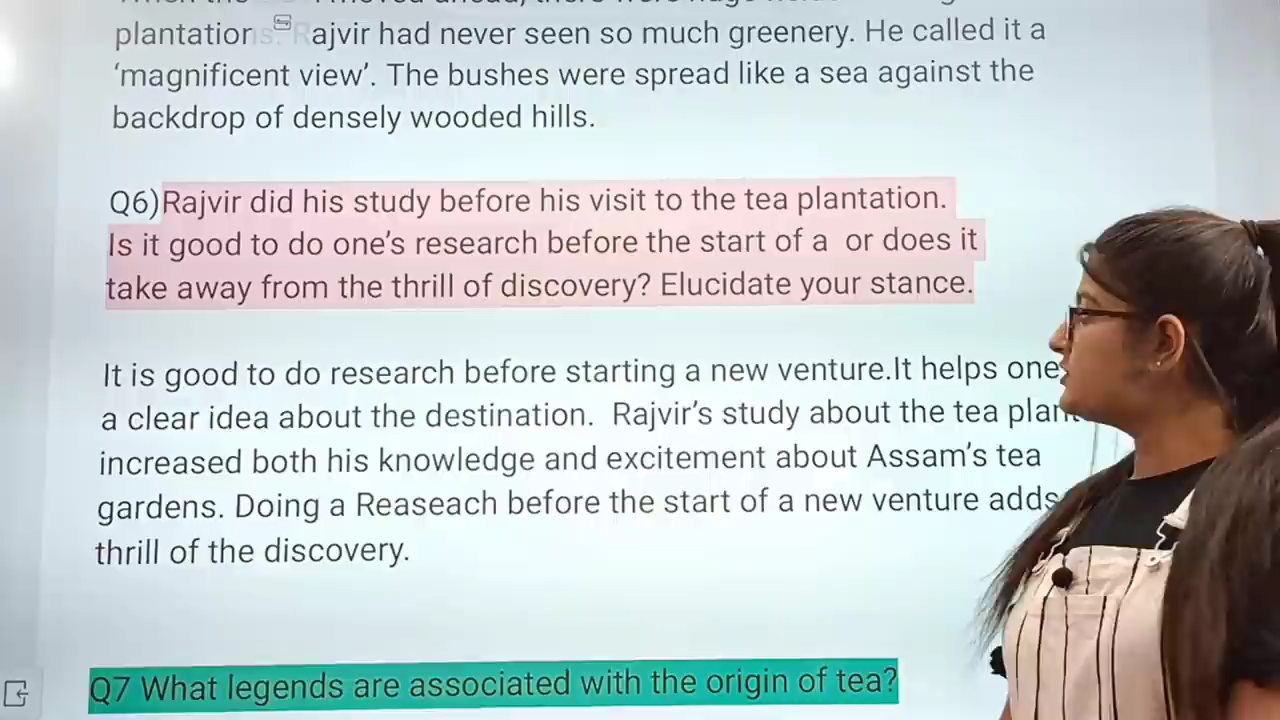 plantations. Rajvir had never seen so much greenery. He called it a
‘magnificent view’. The bushes were spread like a sea against the
backdrop of densely wooded hills.
Q6)Rajvir did his study before his visit to the tea plantation.
Is it good to do one’s research before the start of a or does it
take away from the thrill of discovery? Elucidate your stance.
It is good to do research before starting a new venture.It helps one
a clear idea about the destination. Rajvir’s study about the tea
increased both his knowledge and excitement about Assam’s tea
gardens. Doing a Reaseach before the start of a new venture adds
thrill of the discovery.
Q7 What legends are associated with the origin of tea?